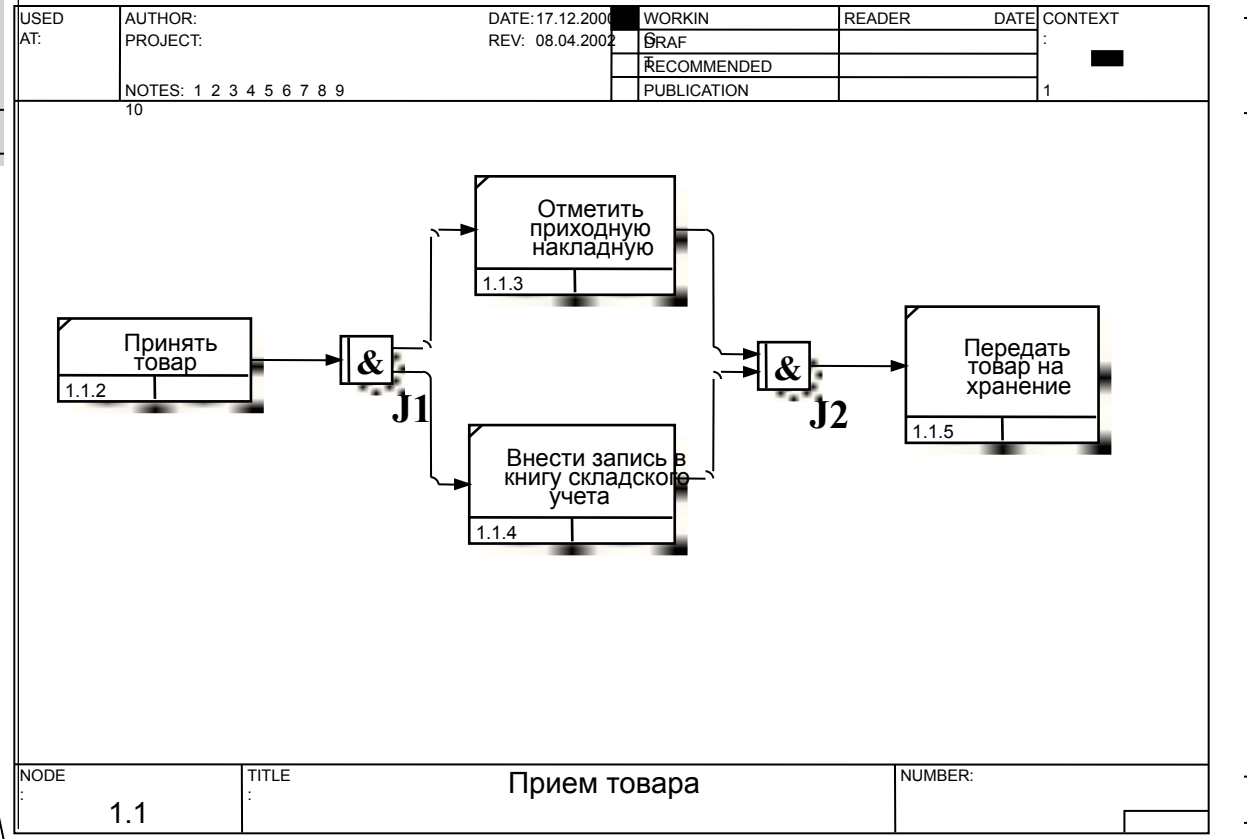 USED AUTHOR: DATE: 17.12.2000 WORKIN READER DATE CONTEXT
AT: PROJECT: REV: 08.04.2002 G :
DRAF
T
RECOMMENDED
NOTES: 1 2 3 4 5 6 7 8 9 PUBLICATION 1
10
Отметить
приходную
накладную
1.1.3
Принять
товар
1.1.2
&
J1
&
J2
Передать
товар на
хранение
1.1.5
Внести запись в
книгу складского
учета
1.1.4
NODE TITLE Прием товара NUMBER:
: :
1.1